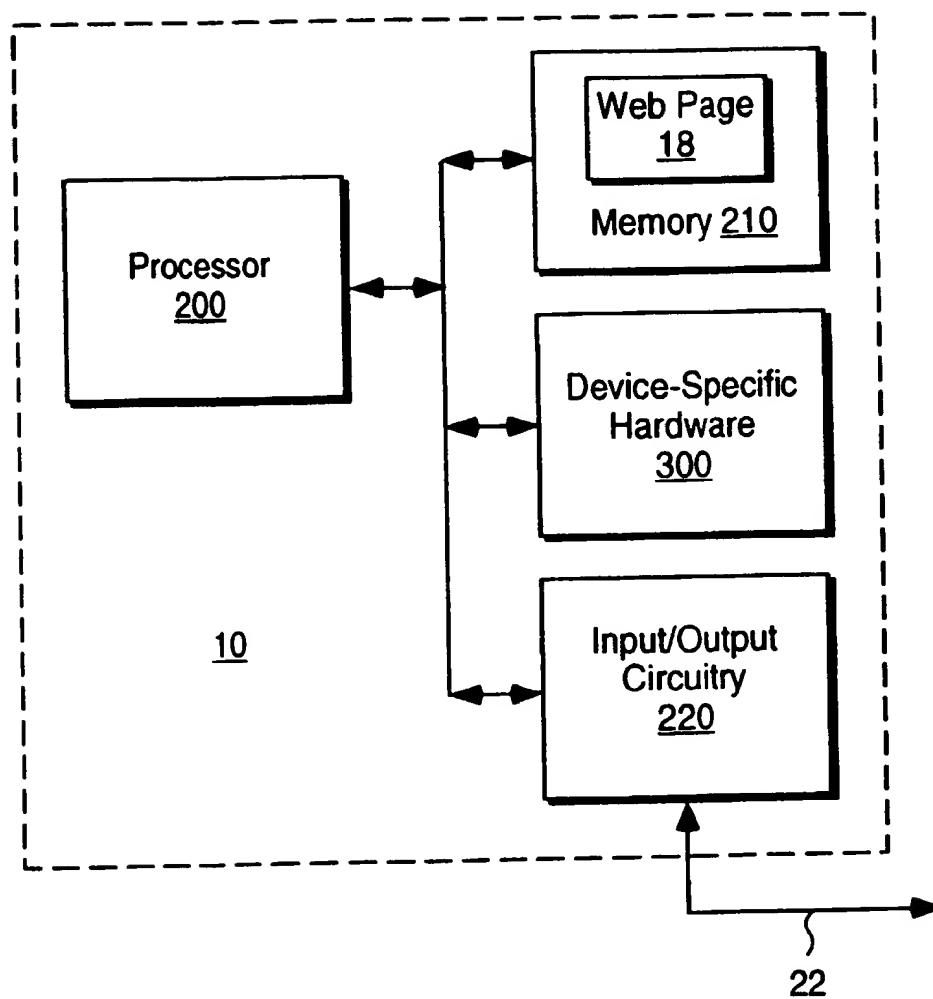 Web Page
18
Memory 210
Processor
200
Device-Specific
Hardware
300
10
Input/Output
Circuitry
220
22